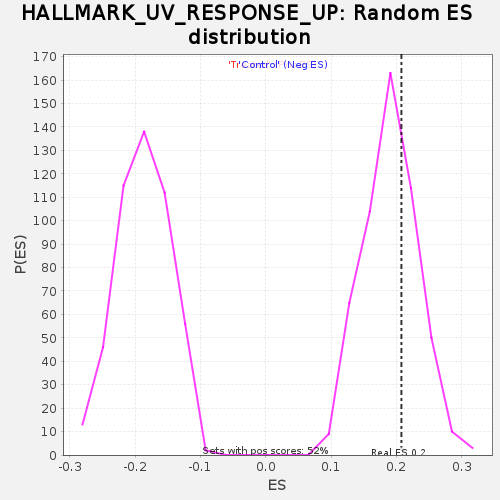 HALLMARK_UV_RESPONSE_UP: Random ES
distribution
'Control' (Neg ES)
170
160
150
140
130
120
110
100
90
80
70
60
50
40
30
20
10
0
P(ES)
Sets with pos scores: 52%
Real ES 0.2
-0.3 -0.2 -0.1 0.0 0.1 0.2 0.3
ES